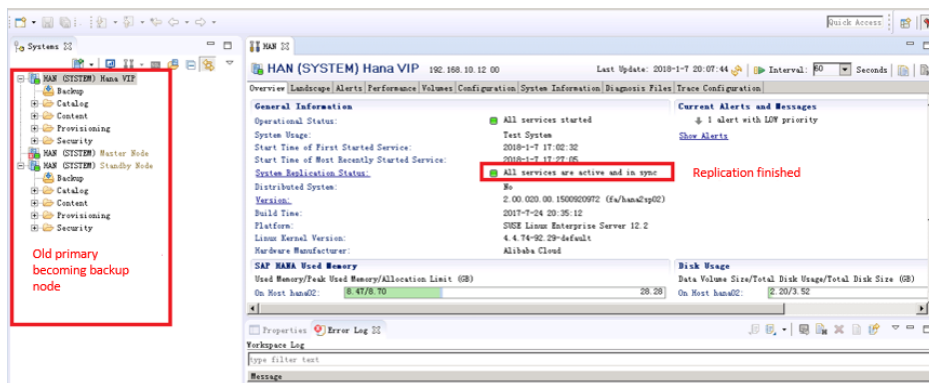 Quick Access
Systems
HAN (SYSTEM) Hana VIP
Backup
Catalog
Content
Provisioning
Security
HAN (SYSTEM) Master Node
HAN (SYSTEM) Standby Node
Backup
Catalog
Content
Provisioning
Security
Old primary
becoming backup
node
HAN
HAN (SYSTEM) Hana VIP 192.168.10.12 00 Last Update: 2018-1-7 20:07:44 Interval: 60 Seconds
Overview Landscape Alerts Performance Volumes Configuration System Information Diagnosis Files Trace Configuration
General Information
Operational Status: All services started
System Usage: Test System
Start Time of First Started Service: 2018-1-7 17:02:32
Start Time of Most Recently Started Service: 2018-1-7 17:27:05
System Replication Status: All services are active and in sync
Distributed System: No
Version: 2.00.020.00.1500920972 (fa/hana2sp02)
Build Time: 2017-7-24 20:35:12
Platform: SUSE Linux Enterprise Server 12.2
Linux Kernel Version: 4.4.74-92.29-default
Hardware Manufacturer: Alibaba Cloud
Current Alerts and Messages
1 alert with LOW priority
Show Alerts
Replication finished
SAP HANA Used Memory
Used Memory/Peak Used Memory/Allocation Limit (GB)
On Host hana02: 8.47/8.70 28.28
Disk Usage
Data Volume Size/Total Disk Usage/Total Disk Size (GB)
On Host hana02: 2.20/3.52
Properties Error Log
Workspace Log
type filter text
Message